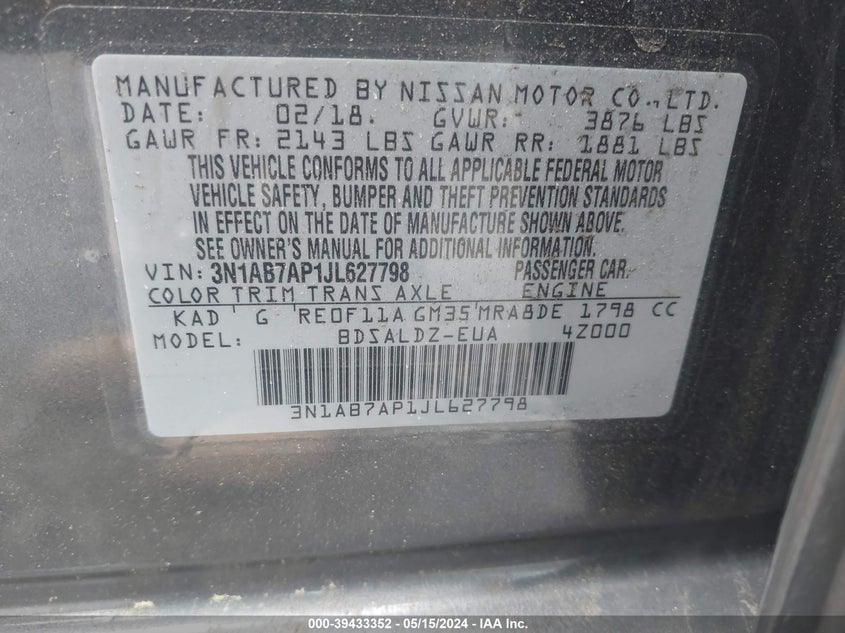 MANUFACTURED BY NISSAN MOTOR CO., LTD.
DATE: 02/18. GVWR: 3876 LBS
GAWR FR: 2143 LBS GAWR RR: 1881 LBS
THIS VEHICLE CONFORMS TO ALL APPLICABLE FEDERAL MOTOR
VEHICLE SAFETY, BUMPER AND THEFT PREVENTION STANDARDS
IN EFFECT ON THE DATE OF MANUFACTURE SHOWN ABOVE.
SEE OWNER'S MANUAL FOR ADDITIONAL INFORMATION.
VIN: 3N1AB7AP1JL627798 PASSENGER CAR
COLOR TRIM TRANS AXLE ENGINE
KAD G RE0F11A GM35 MRA8DE 1798 CC
MODEL: BDSALDZ-EUA 4Z000
3N1AB7AP1JL627798
000-39433352 - 05/15/2024 - IAA Inc.